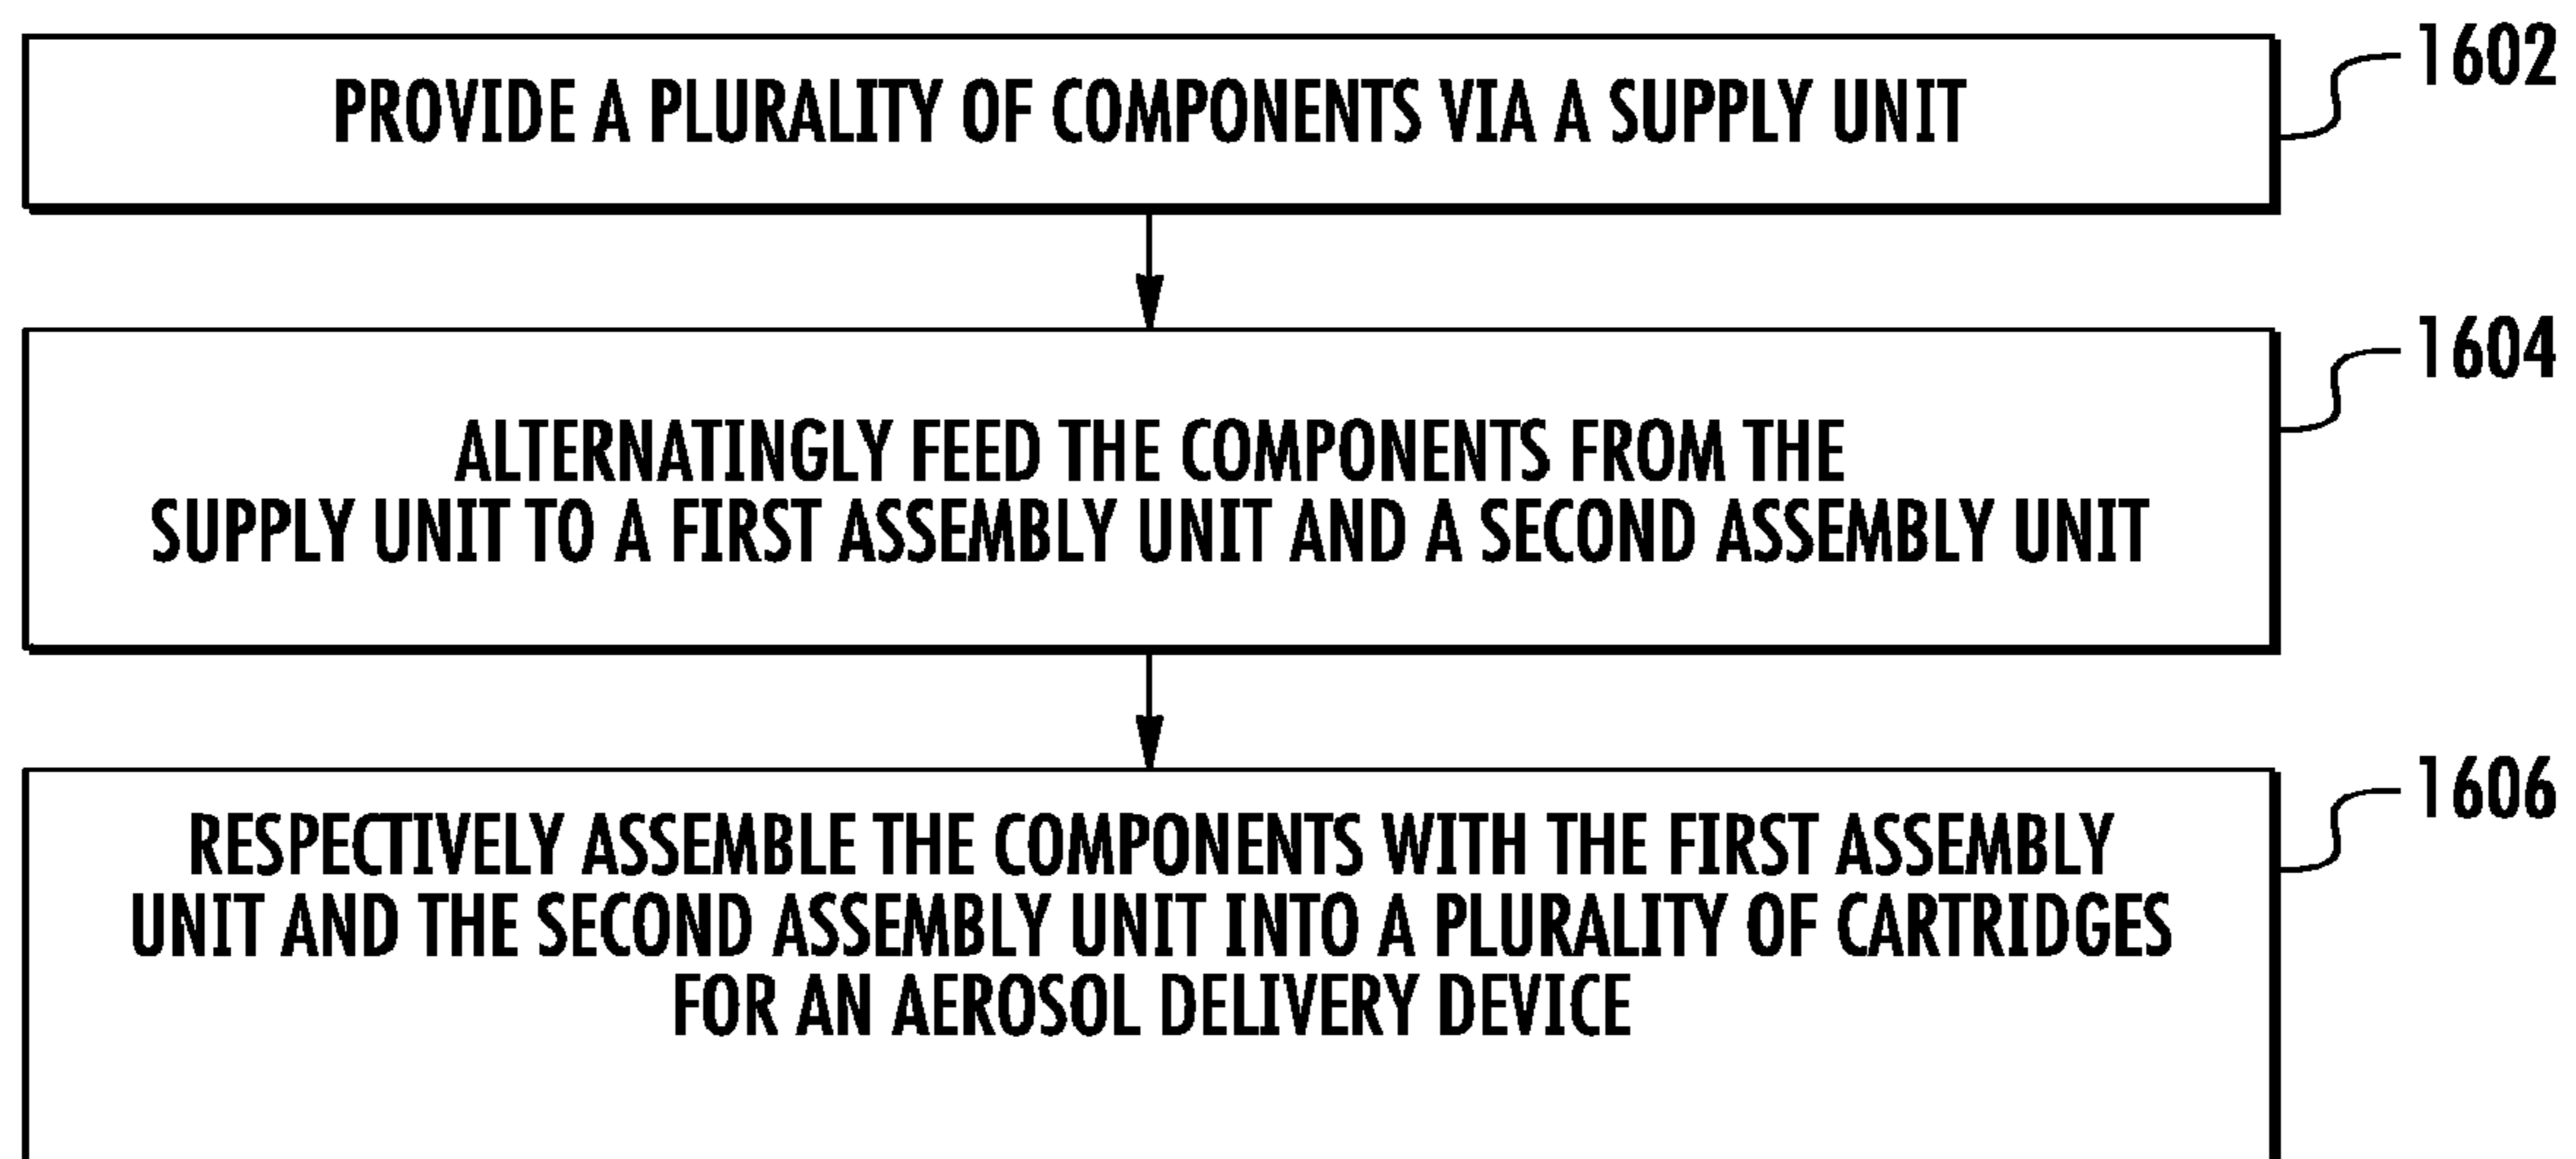 PROVIDE A PLURALITY OF COMPONENTS VIA A SUPPLY UNIT
1602
ALTERNATINGLY FEED THE COMPONENTS FROM THE
SUPPLY UNIT TO A FIRST ASSEMBLY UNIT AND A SECOND ASSEMBLY UNIT
1604
RESPECTIVELY ASSEMBLE THE COMPONENTS WITH THE FIRST ASSEMBLY
UNIT AND THE SECOND ASSEMBLY UNIT INTO A PLURALITY OF CARTRIDGES
FOR AN AEROSOL DELIVERY DEVICE
1606